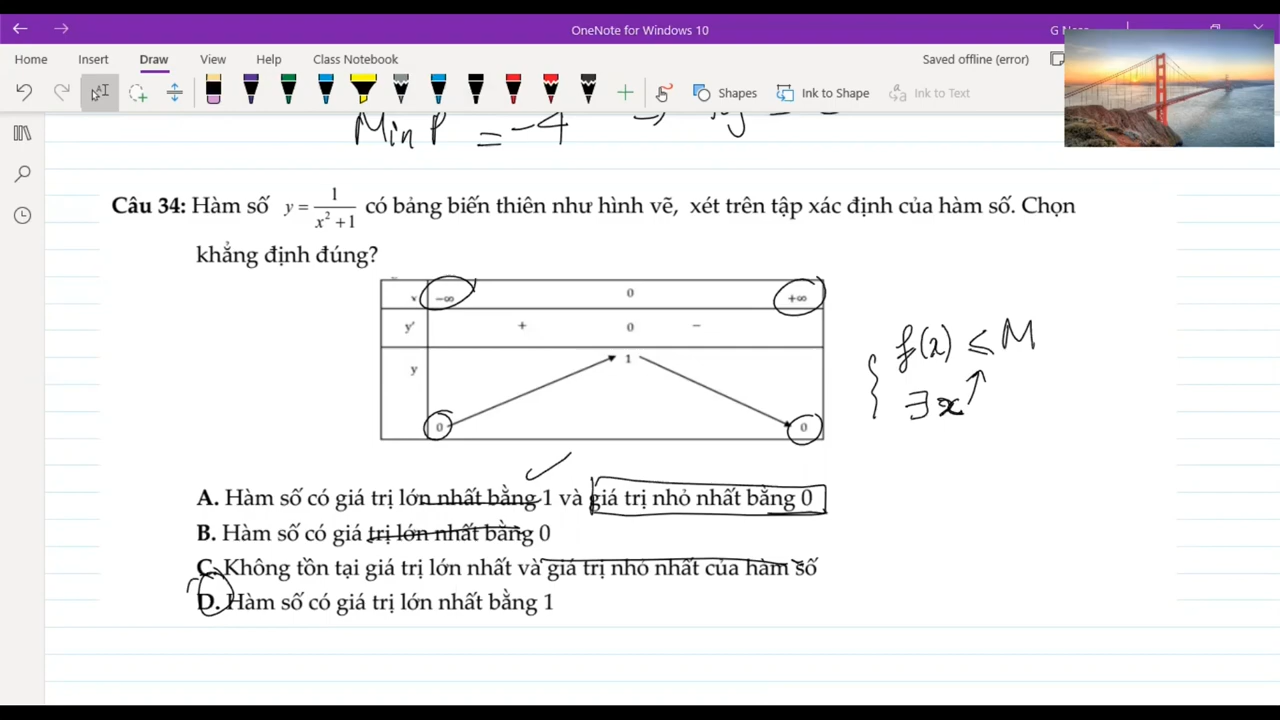 OneNote for Windows 10
Home Insert Draw View Help Class Notebook Saved offline (error)
Shapes Ink to Shape Ink to Text
Min P = -4
Câu 34: Hàm số y = 1/(x² + 1) có bảng biến thiên như hình vẽ, xét trên tập xác định của hàm số. Chọn
khẳng định đúng?
x -∞ 0 +∞
y' + 0 −
y 0 1 0
f(x) ≤ M
∃ x
A. Hàm số có giá trị lớn nhất bằng 1 và giá trị nhỏ nhất bằng 0
B. Hàm số có giá trị lớn nhất bằng 0
C. Không tồn tại giá trị lớn nhất và giá trị nhỏ nhất của hàm số
D. Hàm số có giá trị lớn nhất bằng 1